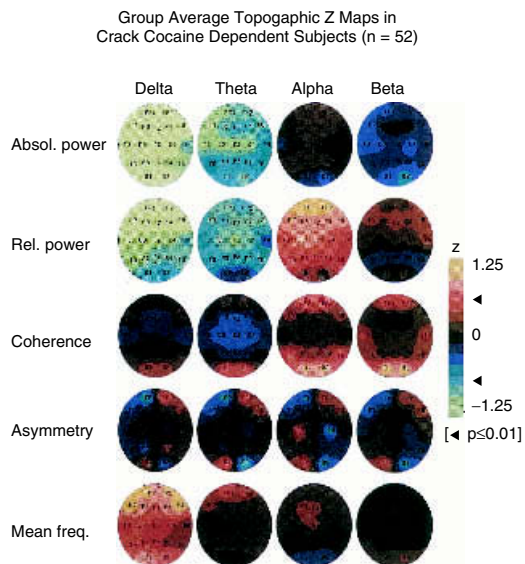 Group Average Topogaphic Z Maps in
Crack Cocaine Dependent Subjects (n = 52)
Delta Theta Alpha Beta
Absol. power
Rel. power
Coherence
Asymmetry
Mean freq.
z
1.25
◄
0
◄
−1.25
[◄ p≤0.01]